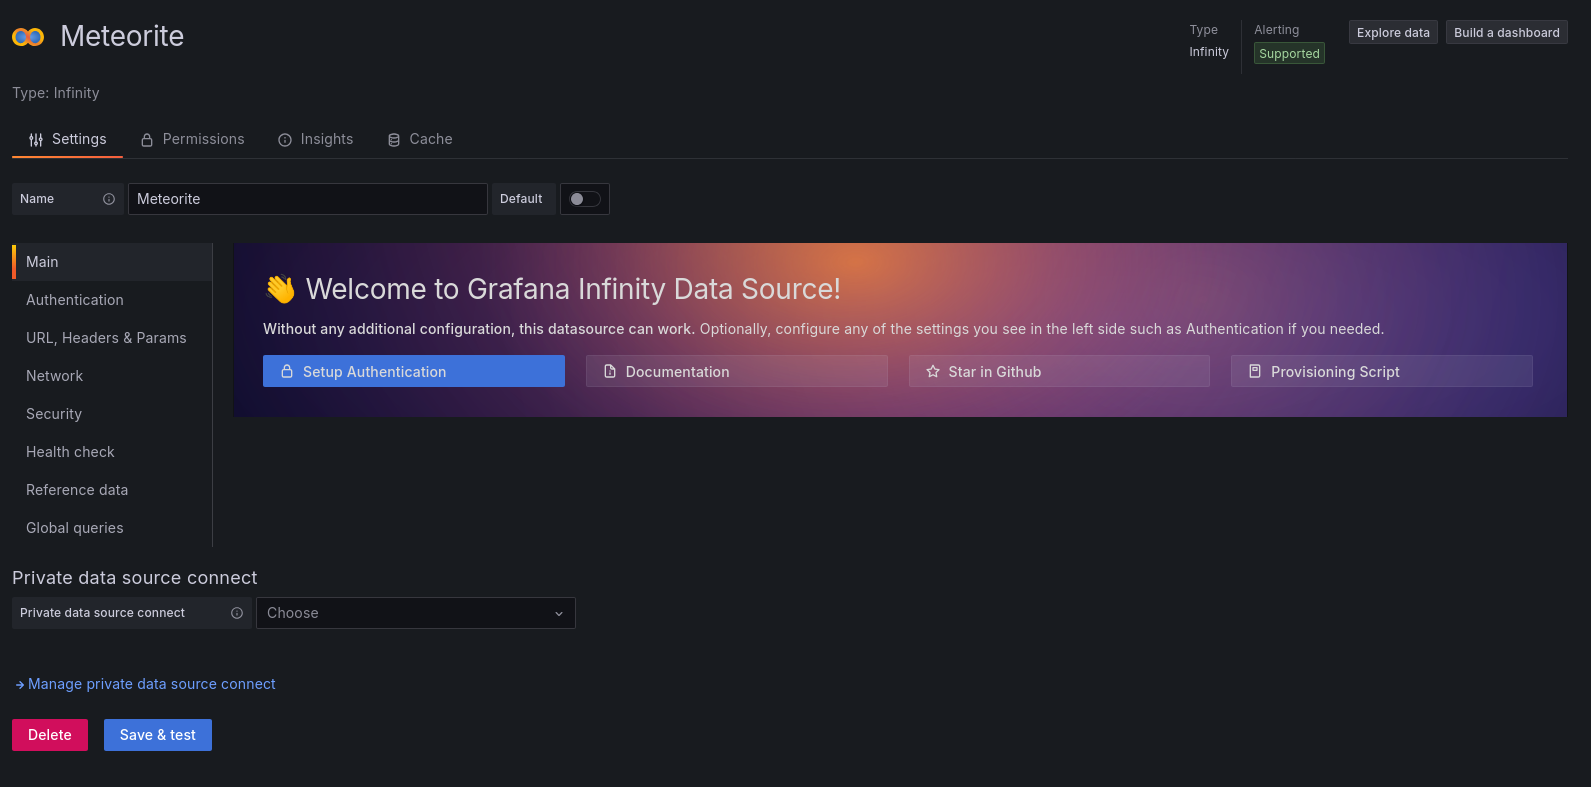 Meteorite
Type
Infinity
Alerting
Supported
Explore data
Build a dashboard
Type: Infinity
Settings
Permissions
Insights
Cache
Name
Meteorite
Default
Main
Authentication
URL, Headers & Params
Network
Security
Health check
Reference data
Global queries
👋 Welcome to Grafana Infinity Data Source!
Without any additional configuration, this datasource can work. Optionally, configure any of the settings you see in the left side such as Authentication if you needed.
Setup Authentication
Documentation
Star in Github
Provisioning Script
Private data source connect
Private data source connect
Choose
Manage private data source connect
Delete
Save & test